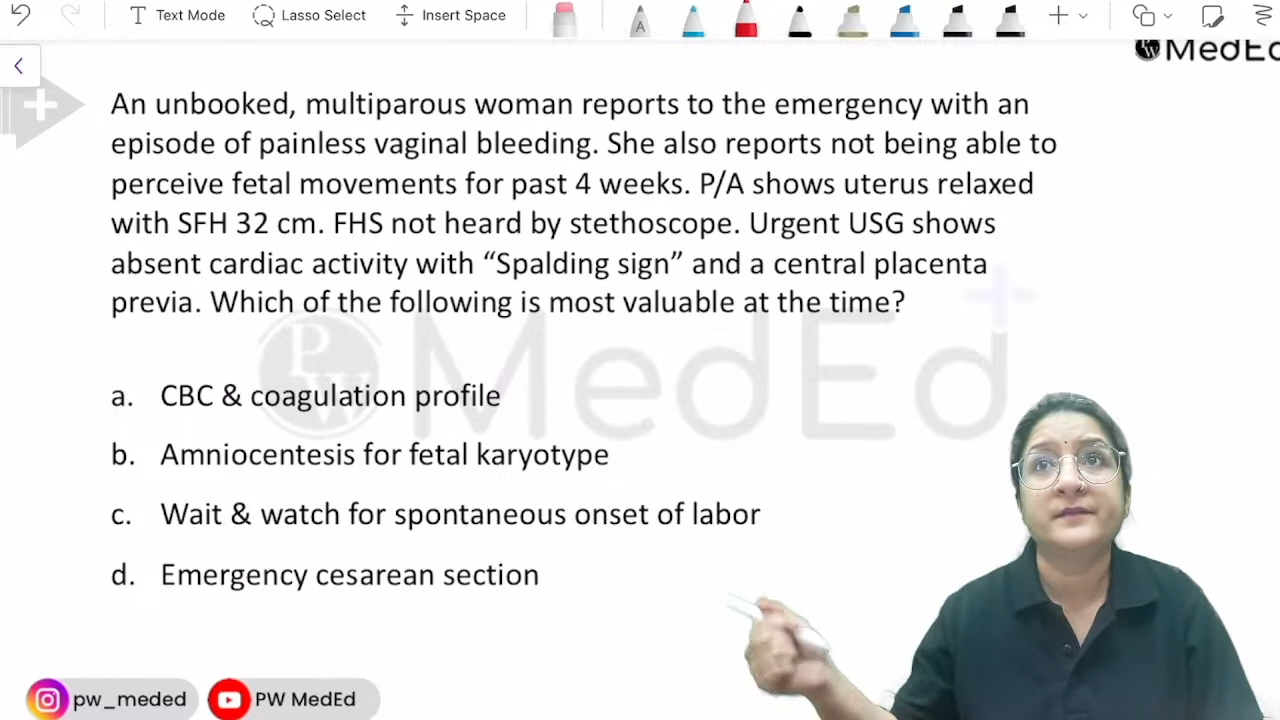 Text Mode Lasso Select Insert Space
A
MedEd
An unbooked, multiparous woman reports to the emergency with an
episode of painless vaginal bleeding. She also reports not being able to
perceive fetal movements for past 4 weeks. P/A shows uterus relaxed
with SFH 32 cm. FHS not heard by stethoscope. Urgent USG shows
absent cardiac activity with “Spalding sign” and a central placenta
previa. Which of the following is most valuable at the time?
PW MedEd
a. CBC & coagulation profile
b. Amniocentesis for fetal karyotype
c. Wait & watch for spontaneous onset of labor
d. Emergency cesarean section
pw_meded PW MedEd